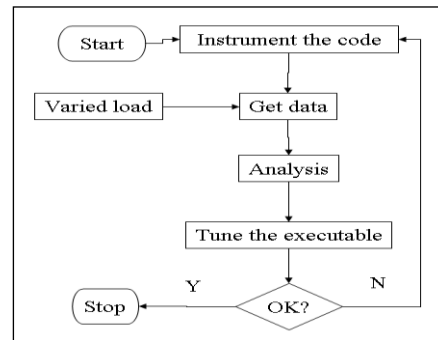 Start
Instrument the code
Varied load
Get data
Analysis
Tune the executable
Y
N
OK?
Stop